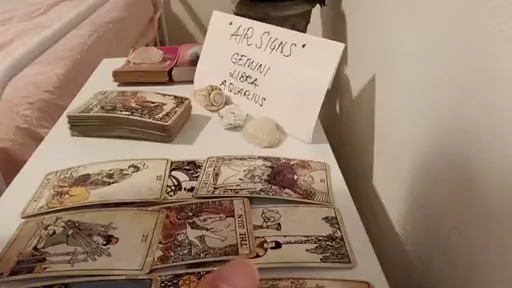 "AIR SIGNS"
GEMINI
LIBRA
AQUARIUS
THE SUN